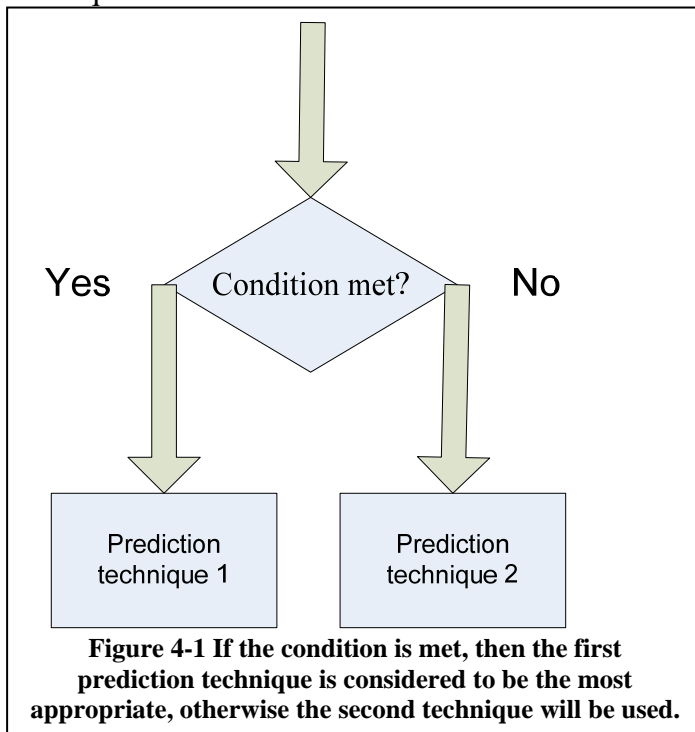 Condition met?
Yes
No
Prediction
technique 1
Prediction
technique 2
Figure 4-1 If the condition is met, then the first
prediction technique is considered to be the most
appropriate, otherwise the second technique will be used.